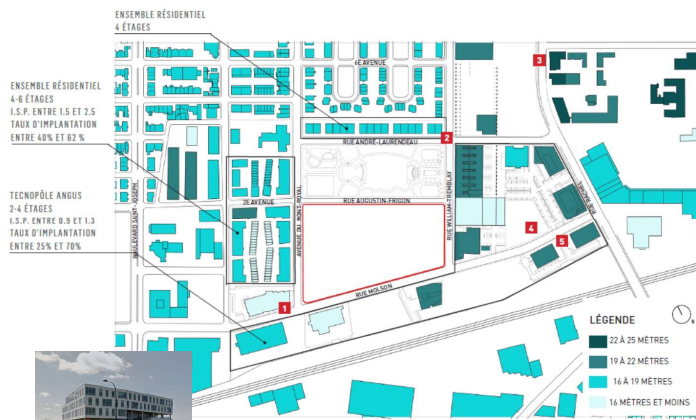 ENSEMBLE RÉSIDENTIEL
4 ÉTAGES
6E AVENUE
3
ENSEMBLE RÉSIDENTIEL
4-6 ÉTAGES
I.S.P. ENTRE 1.5 ET 2.5
TAUX D'IMPLANTATION
ENTRE 40% ET 62 %
2
RUE ANDRÉ-LAURENDEAU
TECNOPÔLE ANGUS
2-4 ÉTAGES
I.S.P. ENTRE 0.9 ET 1.3
TAUX D'IMPLANTATION
ENTRE 25% ET 70%
BOULEVARD SAINT-JOSEPH
2E AVENUE
AVENUE DU MONT-ROYAL
RUE AUGUSTIN-FRIGON
RUE WILLIAM-TREMBLAY
RUE RACHEL
4
5
1
RUE MOLSON
LÉGENDE
22 À 25 MÈTRES
19 À 22 MÈTRES
16 À 19 MÈTRES
16 MÈTRES ET MOINS